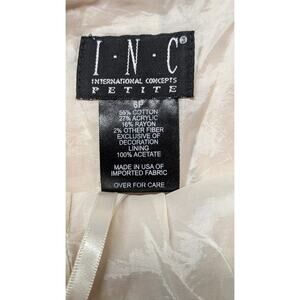 I·N·C®
INTERNATIONAL CONCEPTS
PETITE
6P
55% COTTON
27% ACRYLIC
16% RAYON
2% OTHER FIBER
EXCLUSIVE OF
DECORATION
LINING
100% ACETATE
MADE IN USA OF
IMPORTED FABRIC
OVER FOR CARE